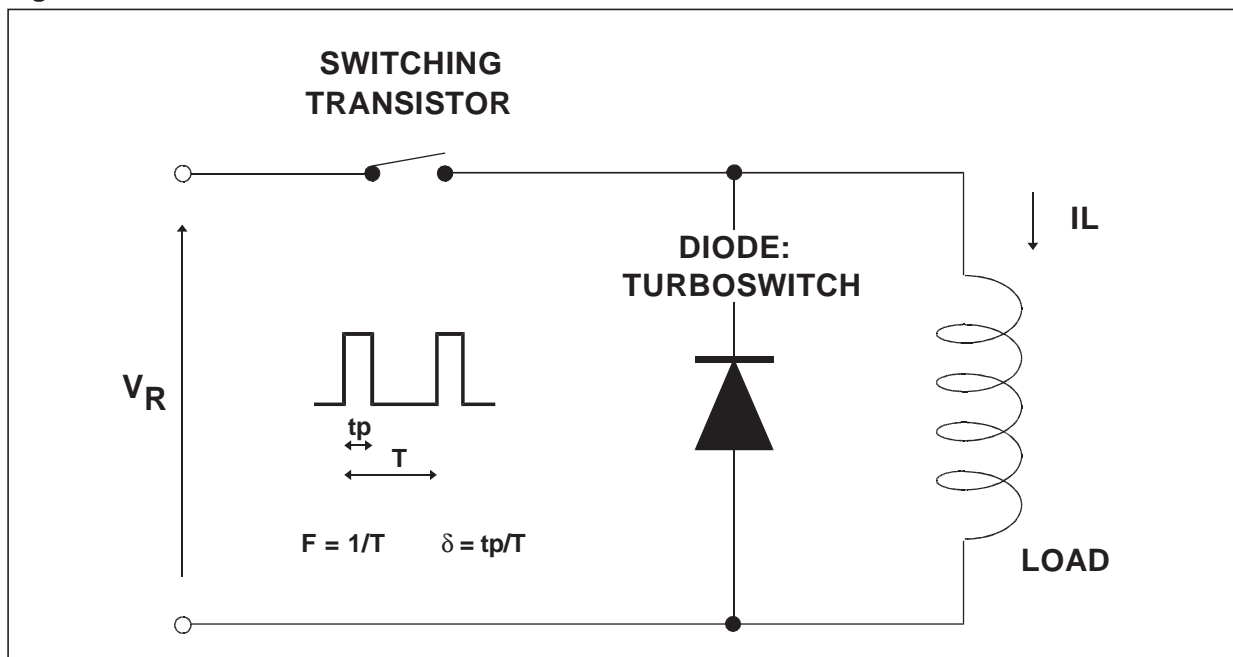 SWITCHING
TRANSISTOR
IL
DIODE:
TURBOSWITCH
VR
tp
T
F = 1/T δ = tp/T
LOAD